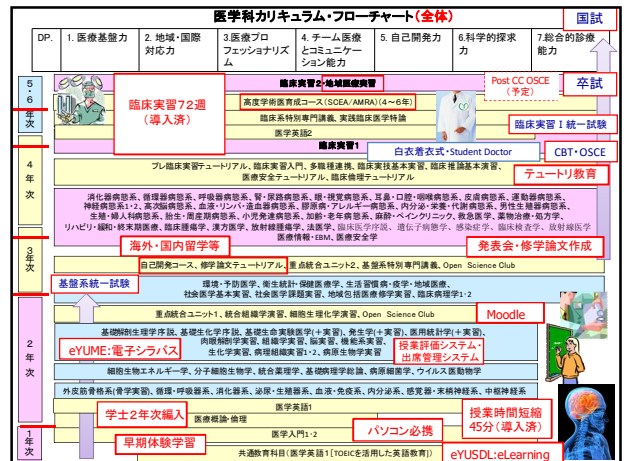 医学科カリキュラム・フローチャート(全体)
国試
DP.
1. 医療基盤力
2. 地域・国際
対応力
3.医療プロ
フェッショナリズ
ム
4. チーム医療
とコミュニケー
ション能力
5. 自己開発力
6.科学的探求
力
7.総合的診療
能力
5・
6
年次
臨床実習2・地域医療実習
Post CC OSCE
(予定)
卒試
臨床実習72週
(導入済)
高度学術医育成コース(SCEA/AMRA)(4～6年)
臨床系特別専門講義、実践臨床医学特論
医学英語2
臨床実習Ⅰ統一試験
臨床実習1
白衣着衣式・Student Doctor
CBT・OSCE
4
年
次
プレ臨床実習テュートリアル、臨床実習入門、多職種連携、臨床実技基本実習、臨床推論基本演習、
医療安全テュートリアル、臨床倫理テュートリアル
テュートリ教育
消化器病態系、循環器病態系、呼吸器病態系、腎・尿路病態系、眼・視覚病態系、耳鼻・口腔・咽喉病態系、皮膚病態系、運動器病態系、
神経病態系1・2、高次脳病態系、血液・リンパ・造血器病態系、膠原病・アレルギー病態系、内分泌・栄養・代謝病態系、男性生殖器病態系、
生殖・婦人科病態系、胎生・周産期病態系、小児発達病態系、加齢・老年病態系、麻酔・ペインクリニック、救急医学、薬物治療・処方学、
リハビリ・緩和・終末期医療、臨床腫瘍学、漢方医学、放射線腫瘍学、法医学、臨床医学序説、遺伝子病態学、感染症学、臨床検査学、放射線医学
医療情報・EBM、医療安全学
海外・国内留学等
発表会・修学論文作成
3
年次
自己開発コース、修学論文テュートリアル、重点統合ユニット2、基盤系特別専門講義、Open Science Club
基盤系統一試験
環境・予防医学、衛生統計・保健医療学、生活習慣病・疫学・地域医療、
社会医学基本実習、社会医学課題実習、地域包括医療修学実習、臨床病理学1・2
重点統合ユニット1、統合組織学演習、細胞生理化学演習、Open Science Club
Moodle
2
年
次
基礎解剖生理学序説、基礎生化学序説、基礎生命実験医学(+実習)、発生学(+実習)、医用統計学(+実習)、
肉眼解剖学実習、組織学実習、脳実習、機能系実習、
生化学実習、病理組織実習1・2、病原生物学実習
eYUME:電子シラバス
授業評価システム・
出席管理システム
細胞生物エネルギー学、分子細胞生物学、統合薬理学、基礎病理学総論、病原細菌学、ウイルス医動物学
外皮筋骨格系(骨学実習)、循環・呼吸器系、消化器系、泌尿・生殖器系、血液・免疫系、内分泌系、感覚器・末梢神経系、中枢神経系
医学英語1
学士2年次編入
医療概論・倫理
パソコン必携
授業時間短縮
45分(導入済)
1
年次
早期体験学習
医学入門1・2
共通教育科目(医学英語1[TOEICを活用した英語教育])
eYUSDL:eLearning